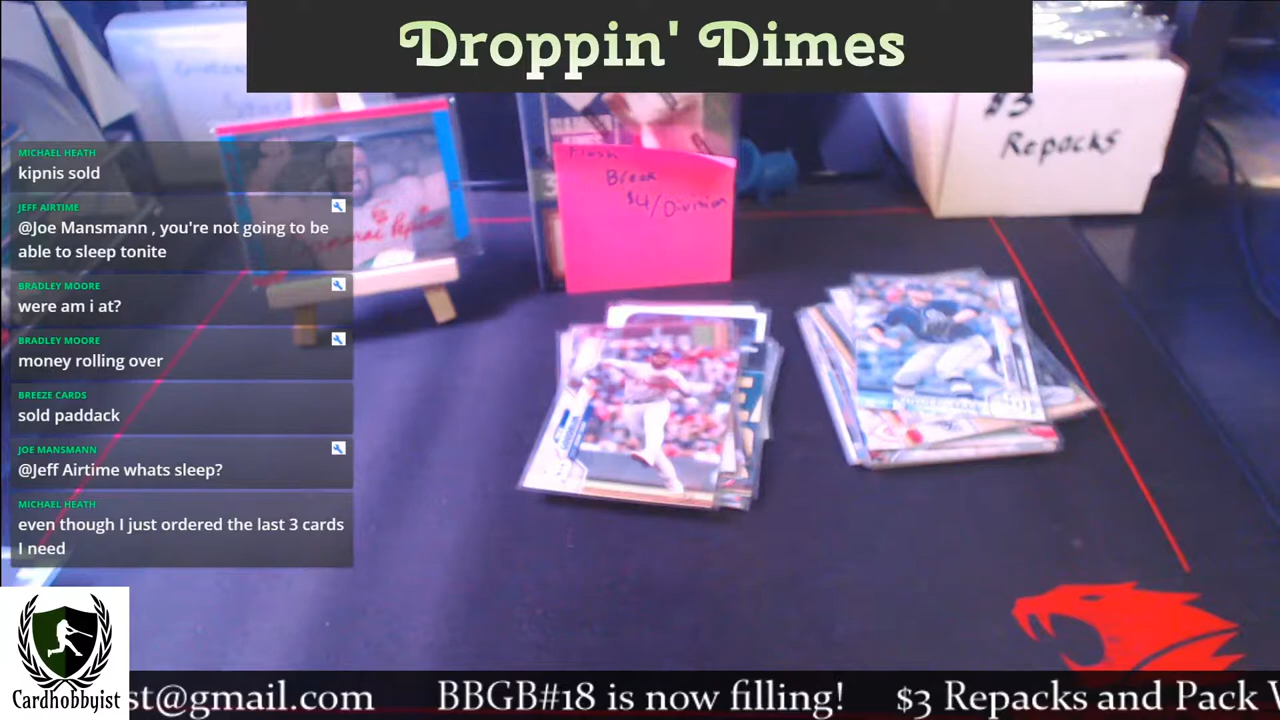 Droppin' Dimes
$3
Repacks
Flash
Break
$4/Division
MICHAEL HEATH
kipnis sold
JEFF AIRTIME
@Joe Mansmann , you're not going to be
able to sleep tonite
BRADLEY MOORE
were am i at?
BRADLEY MOORE
money rolling over
BREEZE CARDS
sold paddack
JOE MANSMANN
@Jeff Airtime whats sleep?
MICHAEL HEATH
even though I just ordered the last 3 cards
I need
Cardhobbyist
st@gmail.com BBGB#18 is now filling! $3 Repacks and Pack